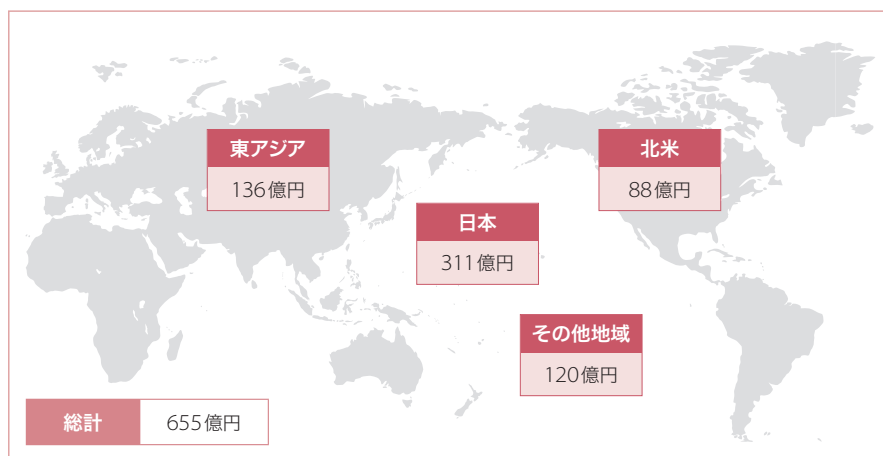 東アジア
136億円
北米
88億円
日本
311億円
その他地域
120億円
総計
655億円